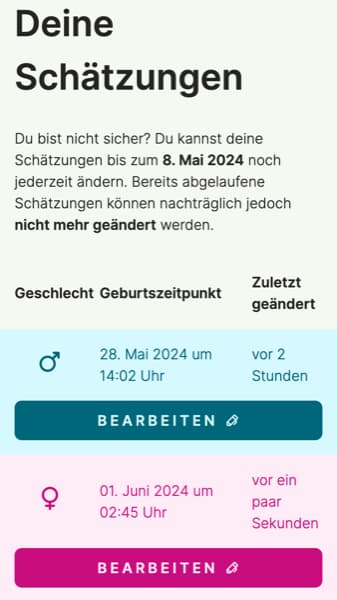 Deine
Schätzungen
Du bist nicht sicher? Du kannst deine
Schätzungen bis zum 8. Mai 2024 noch
jederzeit ändern. Bereits abgelaufene
Schätzungen können nachträglich jedoch
nicht mehr geändert werden.
Geschlecht Geburtszeitpunkt Zuletzt
geändert
28. Mai 2024 um vor 2
14:02 Uhr Stunden
BEARBEITEN
01. Juni 2024 um vor ein
02:45 Uhr paar
Sekunden
BEARBEITEN